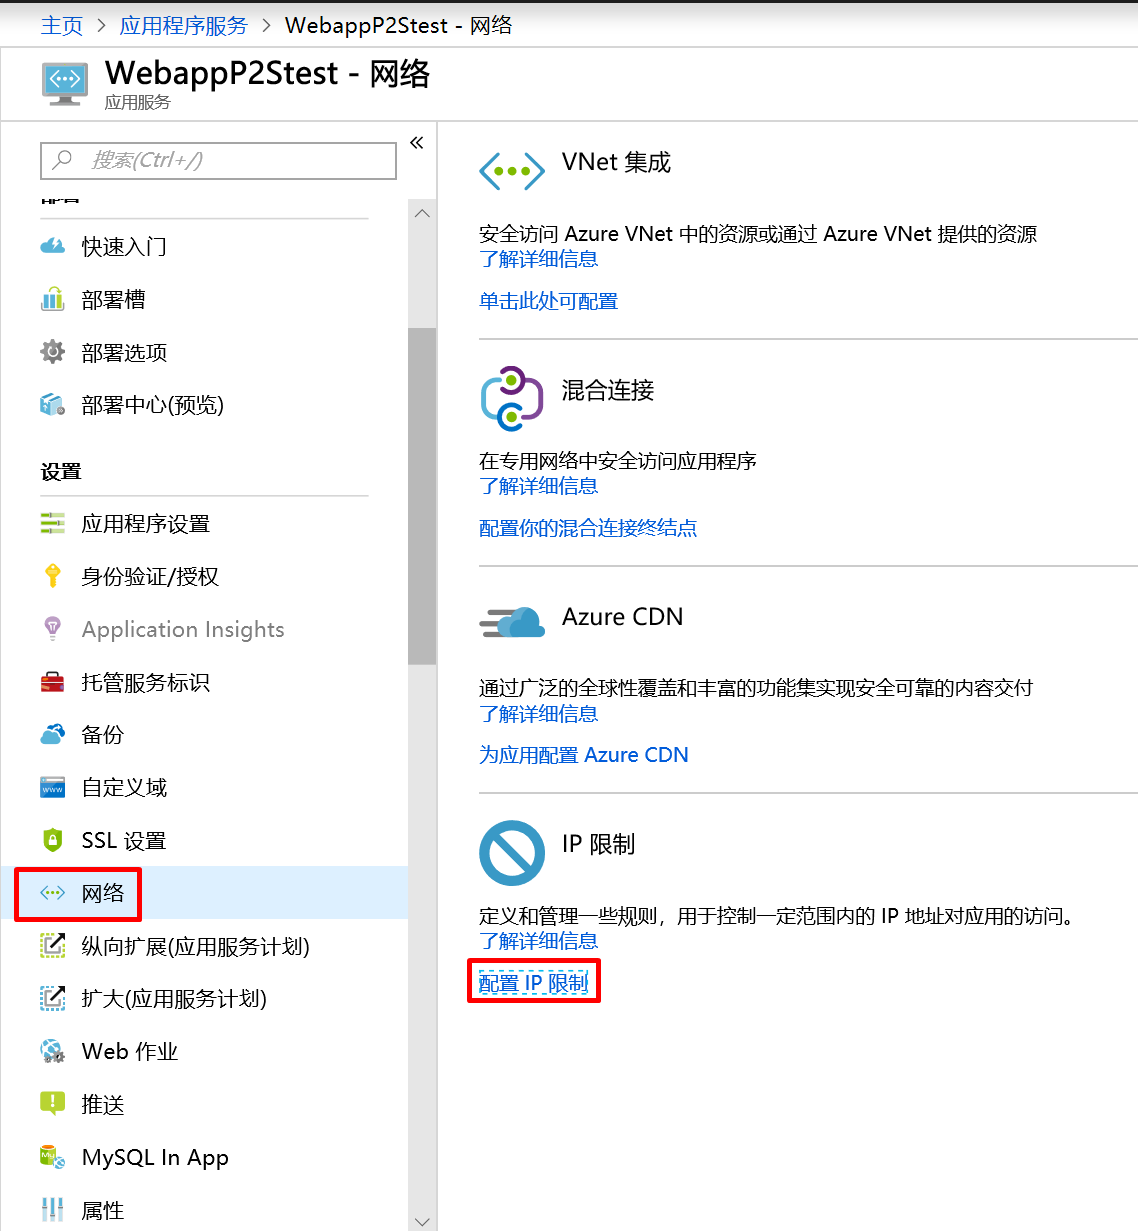 主页 > 应用程序服务 > WebappP2Stest - 网络
WebappP2Stest - 网络
应用服务
搜索(Ctrl+/)
«
快速入门
部署槽
部署选项
部署中心(预览)
设置
应用程序设置
身份验证/授权
Application Insights
托管服务标识
备份
自定义域
SSL 设置
网络
纵向扩展(应用服务计划)
扩大(应用服务计划)
Web 作业
推送
MySQL In App
属性
VNet 集成
安全访问 Azure VNet 中的资源或通过 Azure VNet 提供的资源
了解详细信息
单击此处可配置
混合连接
在专用网络中安全访问应用程序
了解详细信息
配置你的混合连接终结点
Azure CDN
通过广泛的全球性覆盖和丰富的功能集实现安全可靠的内容交付
了解详细信息
为应用配置 Azure CDN
IP 限制
定义和管理一些规则，用于控制一定范围内的 IP 地址对应用的访问。
了解详细信息
配置 IP 限制